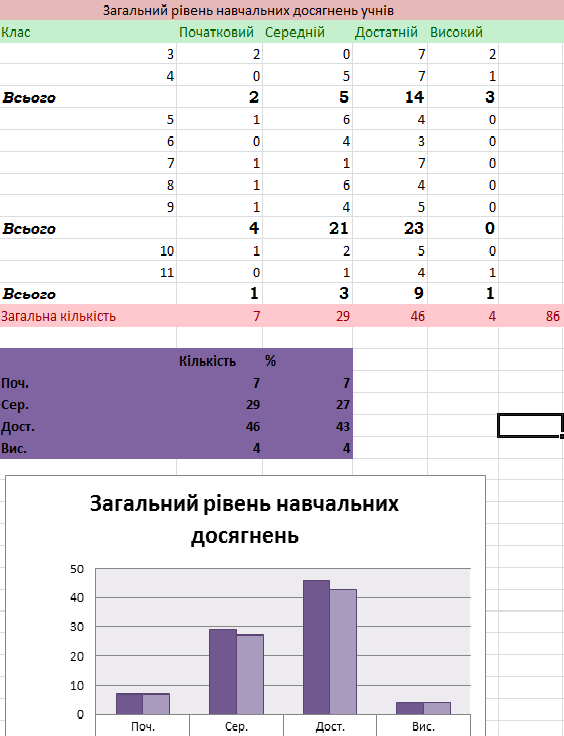 Загальний рівень навчальних досягнень учнів
Клас Початковий Середній Достатній Високий
3 2 0 7 2
4 0 5 7 1
Всього 2 5 14 3
5 1 6 4 0
6 0 4 3 0
7 1 1 7 0
8 1 6 4 0
9 1 4 5 0
Всього 4 21 23 0
10 1 2 5 0
11 0 1 4 1
Всього 1 3 9 1
Загальна кількість 7 29 46 4 86
Кількість %
Поч. 7 7
Сер. 29 27
Дост. 46 43
Вис. 4 4
Загальний рівень навчальних
досягнень
50
40
30
20
10
0
Поч. Сер. Дост. Вис.